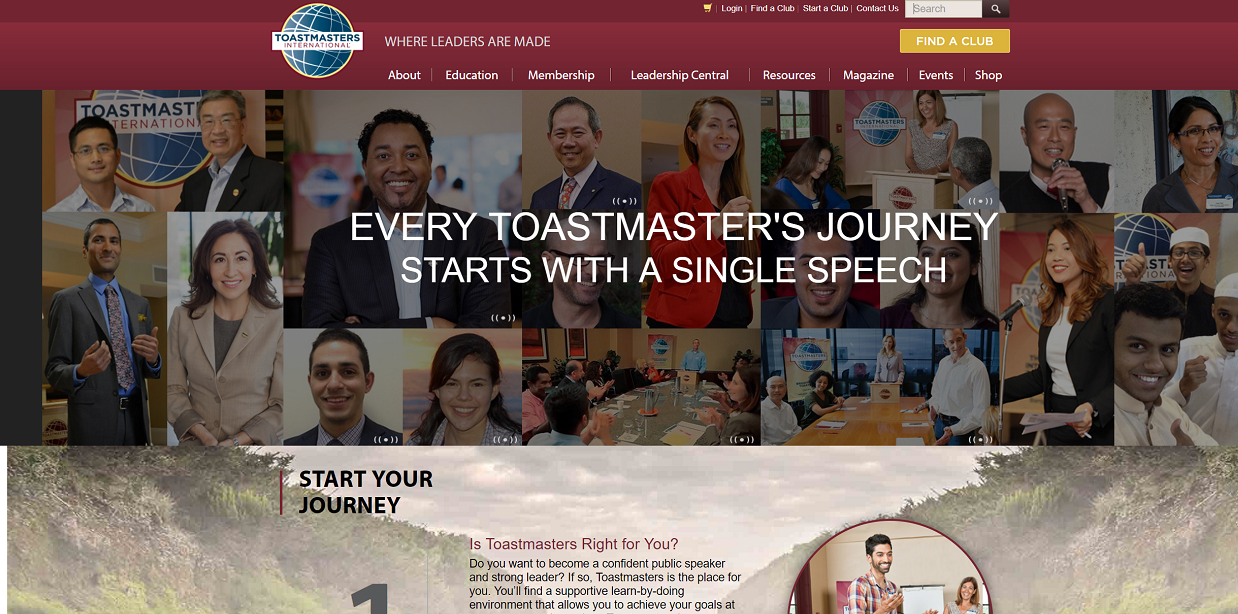 Login | Find a Club | Start a Club | Contact Us
Search
TOASTMASTERS
INTERNATIONAL
WHERE LEADERS ARE MADE
FIND A CLUB
About
Education
Membership
Leadership Central
Resources
Magazine
Events
Shop
TOASTMASTERS
INTERNATIONAL
EVERY TOASTMASTER'S JOURNEY
STARTS WITH A SINGLE SPEECH
START YOUR
JOURNEY
1
Is Toastmasters Right for You?
Do you want to become a confident public speaker
and strong leader? If so, Toastmasters is the place for
you. You'll find a supportive learn-by-doing
environment that allows you to achieve your goals at